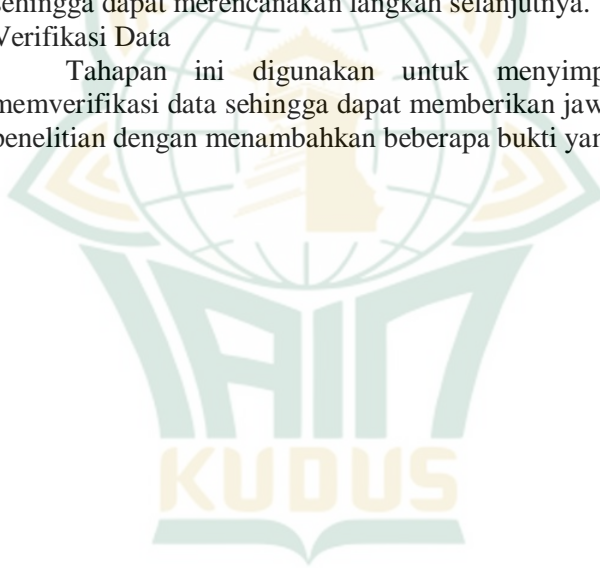 sehingga dapat merencanakan langkah selanjutnya.
Verifikasi Data
Tahapan ini digunakan untuk menyimp
memverifikasi data sehingga dapat memberikan jaw
penelitian dengan menambahkan beberapa bukti yan
IAIN
KUDUS